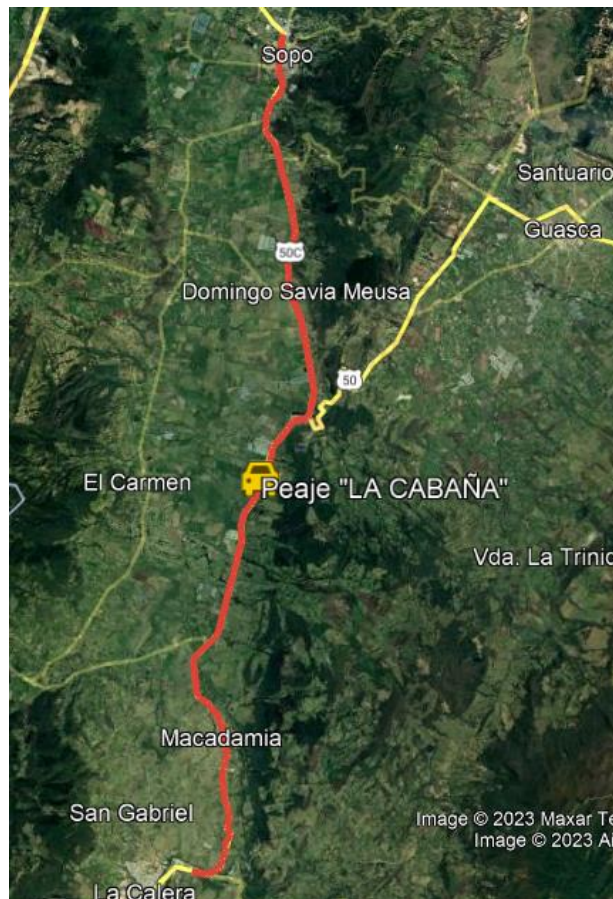 Sopo
Santuario
Guasca
50C
Domingo Savia Meusa
50
El Carmen
Peaje "LA CABAÑA"
Vda. La Trinid
Macadamia
San Gabriel
Image © 2023 Maxar Te
Image © 2023 Ai
La Calera